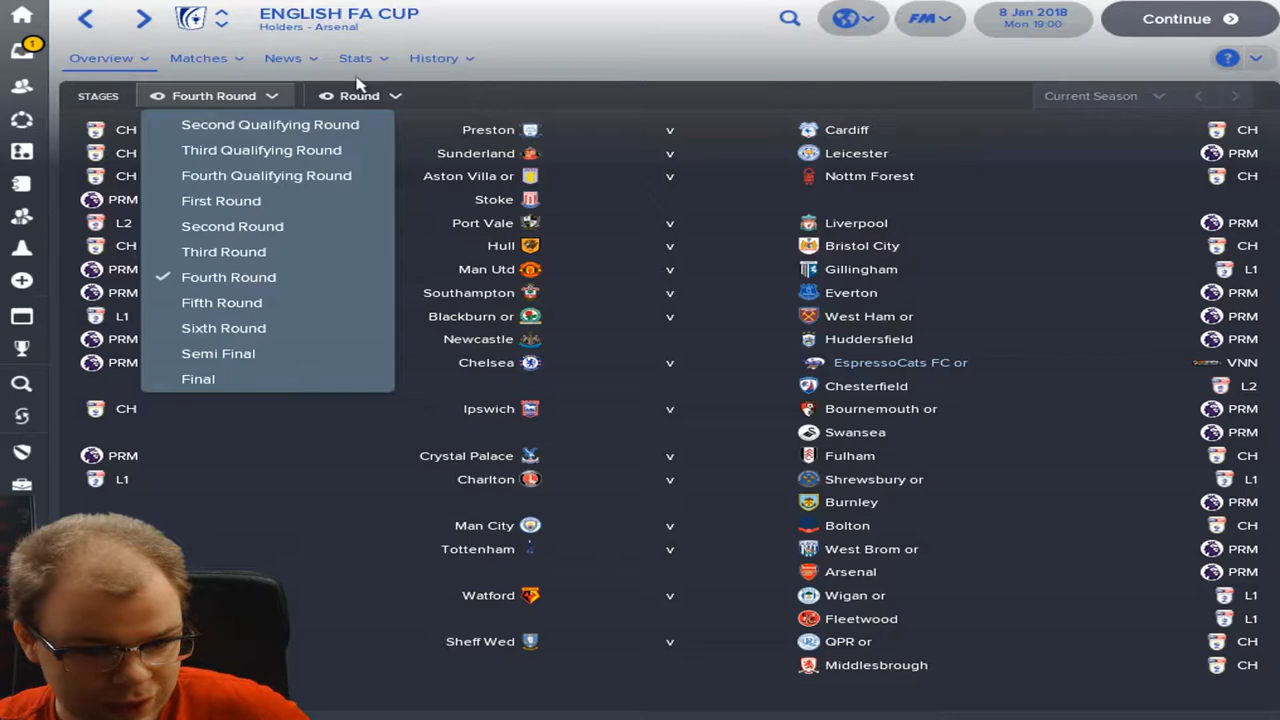 ENGLISH FA CUP
Holders - Arsenal
FM
8 Jan 2018
Mon 19:00
Continue
1
Overview
Matches
News
Stats
History
?
STAGES
Fourth Round
Round
Current Season
Second Qualifying Round
Third Qualifying Round
Fourth Qualifying Round
First Round
Second Round
Third Round
Fourth Round
Fifth Round
Sixth Round
Semi Final
Final
CH Preston v Cardiff CH
CH Sunderland v Leicester PRM
CH Aston Villa or v Nottm Forest CH
PRM Stoke
L2 Port Vale v Liverpool PRM
CH Hull v Bristol City CH
PRM Man Utd v Gillingham L1
PRM Southampton v Everton PRM
L1 Blackburn or v West Ham or PRM
PRM Newcastle v Huddersfield PRM
PRM Chelsea v EspressoCats FC or VNN
Chesterfield L2
CH Ipswich v Bournemouth or PRM
Swansea PRM
PRM Crystal Palace v Fulham CH
L1 Charlton v Shrewsbury or L1
Burnley PRM
Man City v Bolton CH
Tottenham v West Brom or PRM
Arsenal PRM
Watford v Wigan or L1
Fleetwood L1
Sheff Wed v QPR or CH
Middlesbrough CH